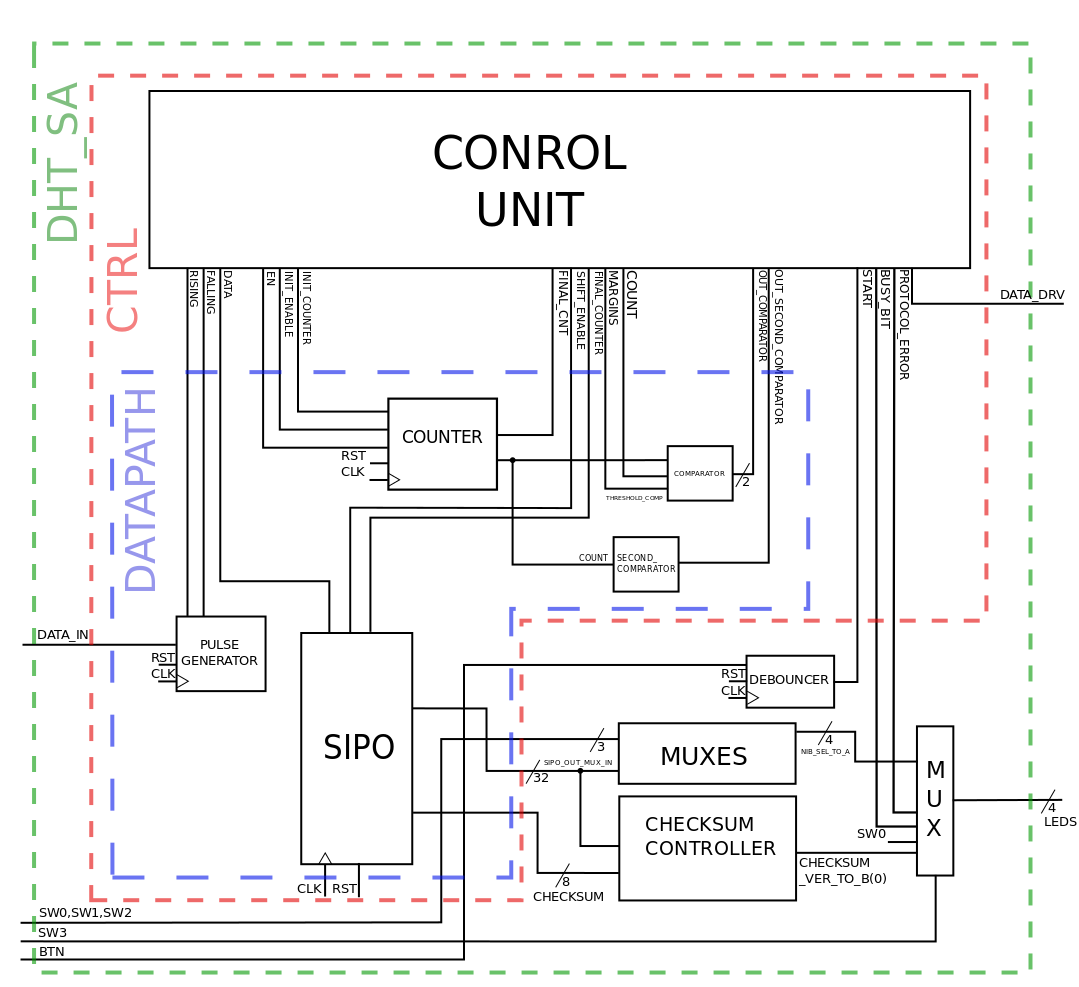 DHT_SA
CTRL
CONROL
UNIT
RISING
FALLING
DATA
EN
INIT_ENABLE
INIT_COUNTER
FINAL_CNT
SHIFT_ENABLE
FINAL_COUNTER
MARGINS
COUNT
OUT_COMPARATOR
OUT_SECOND_COMPARATOR
START
BUSY_BIT
PROTOCOL_ERROR
DATA_DRV
DATAPATH
COUNTER
RST
CLK
COMPARATOR
2
THRESHOLD_COMP
COUNT
SECOND_
COMPARATOR
DATA_IN
PULSE
GENERATOR
RST
CLK
SIPO
CLK
RST
DEBOUNCER
RST
CLK
3
MUXES
4
NIB_SEL_TO_A
SIPO_OUT_MUX_IN
32
CHECKSUM
CONTROLLER
8
CHECKSUM
M
U
X
SW0
CHECKSUM
_VER_TO_B(0)
4
LEDS
SW0,SW1,SW2
SW3
BTN